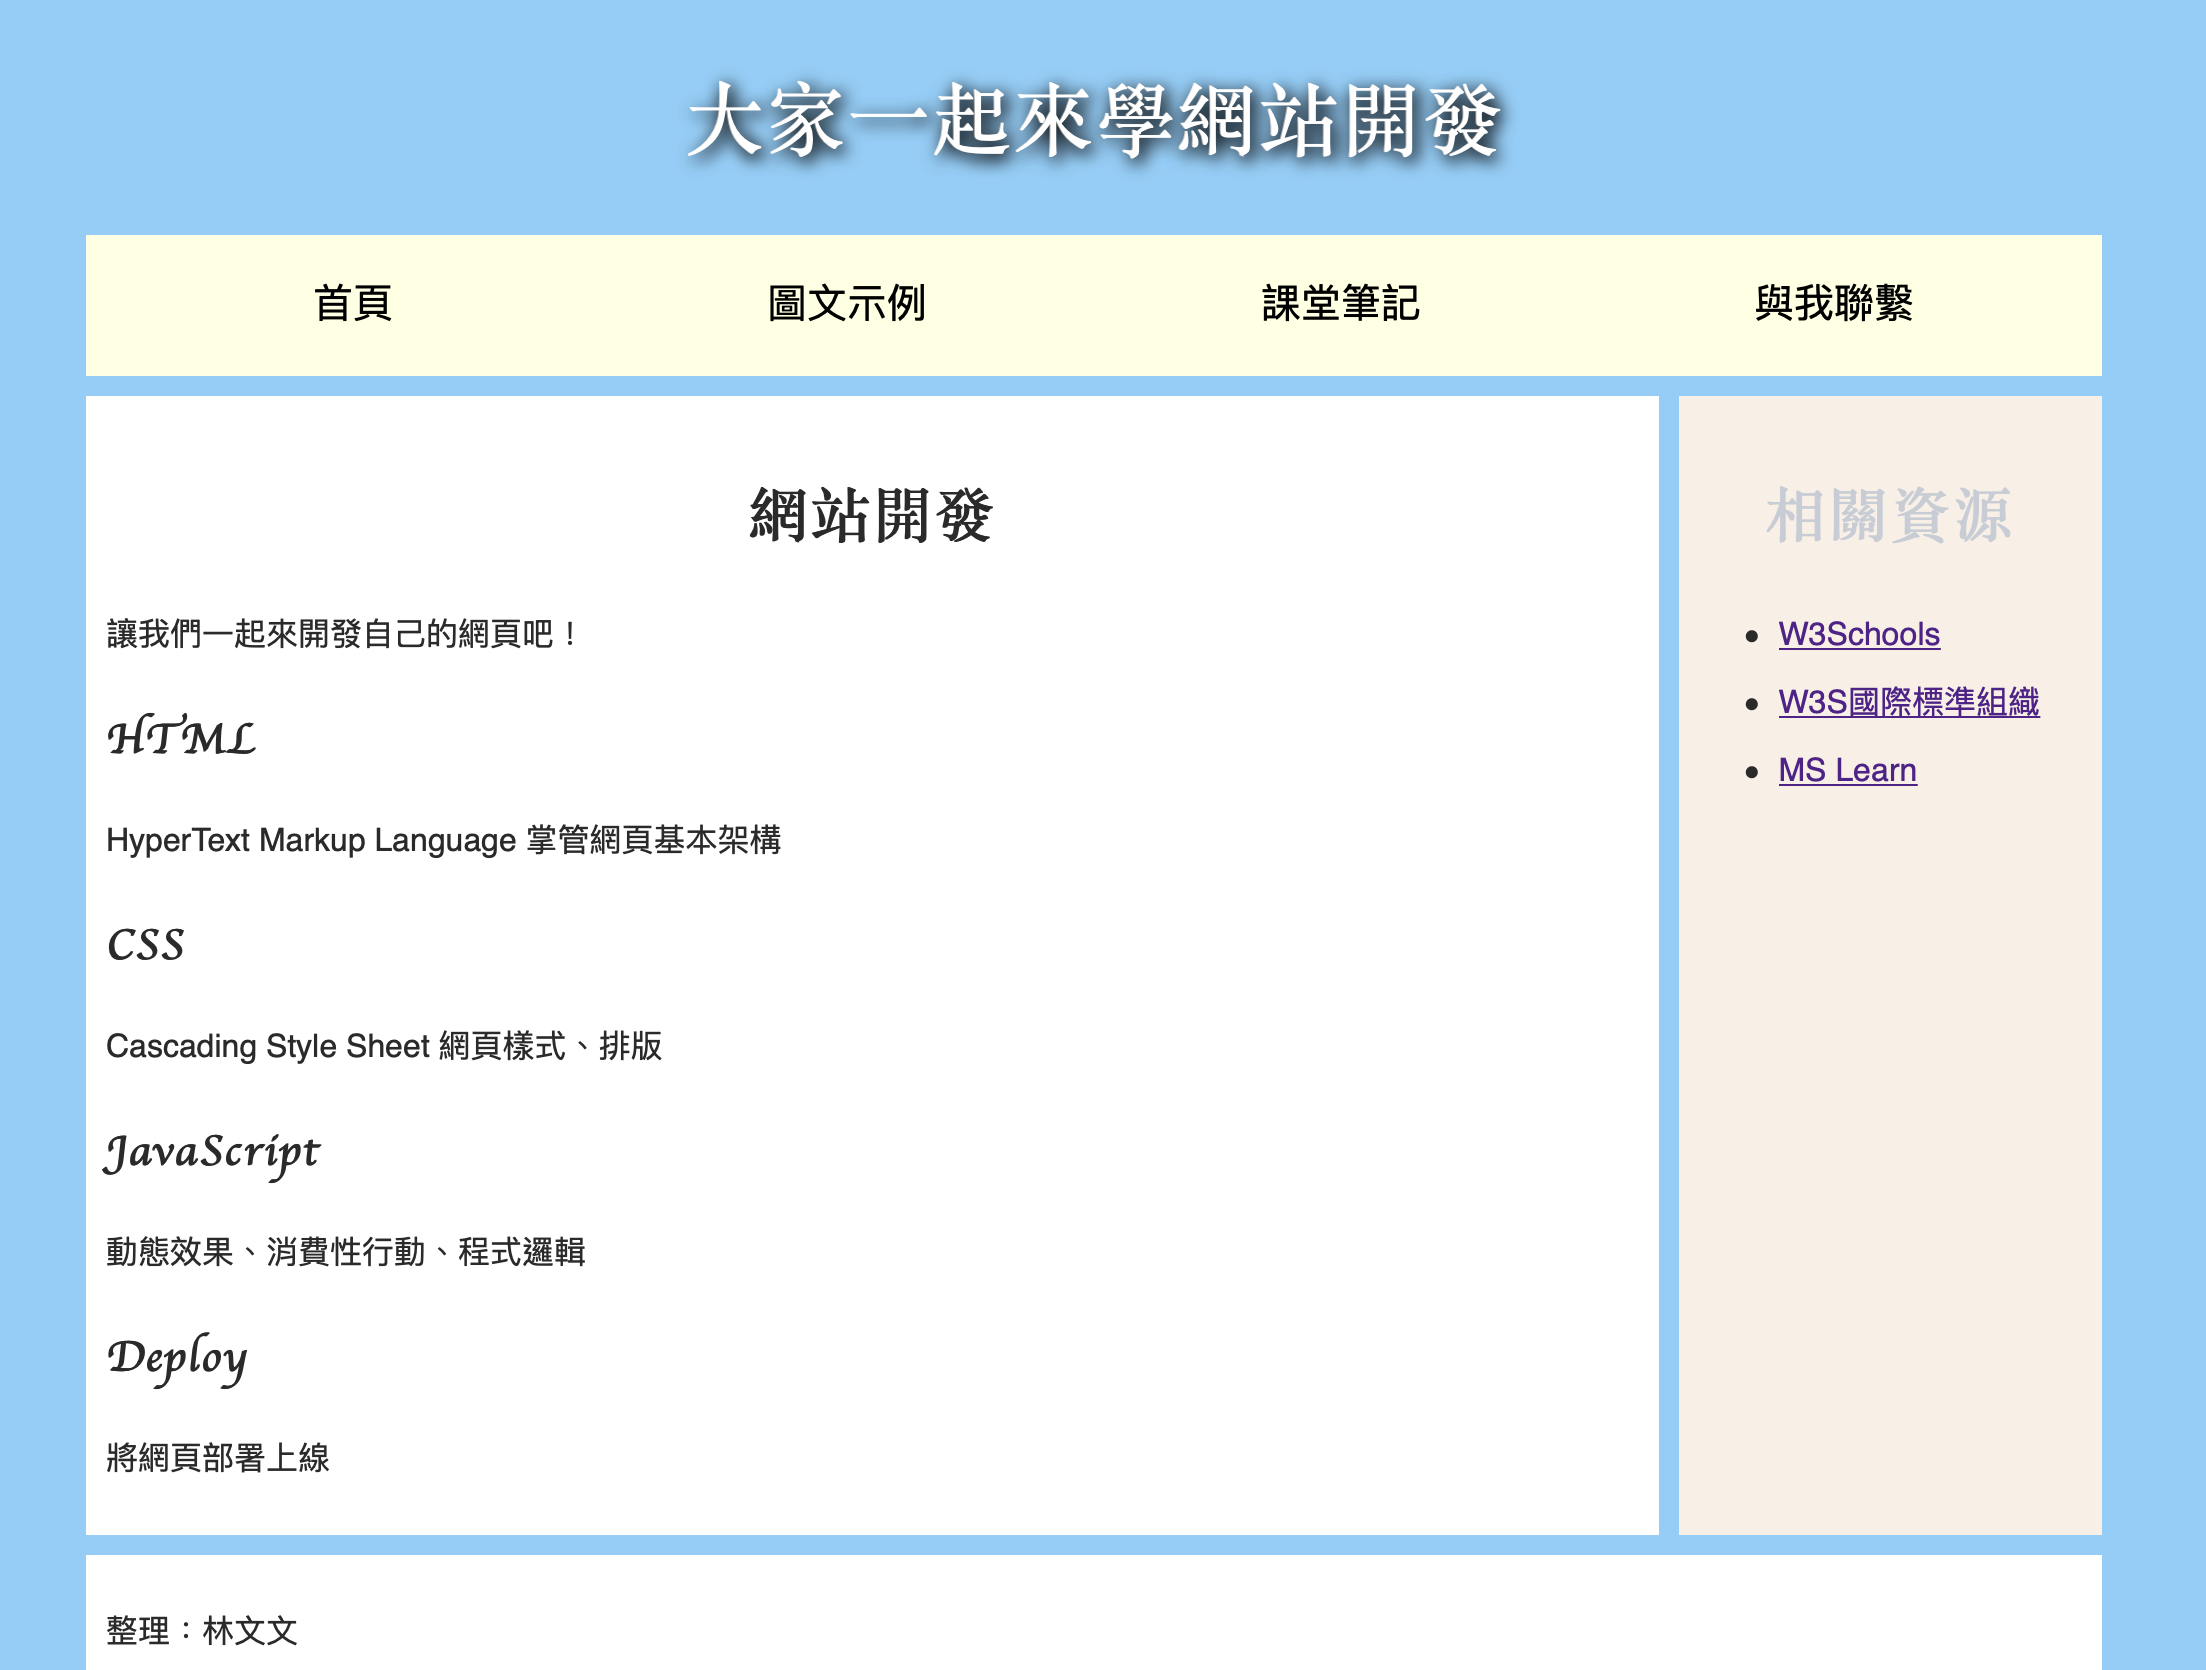 大家一起來學網站開發
首頁
圖文示例
課堂筆記
與我聯繫
網站開發
讓我們一起來開發自己的網頁吧！
HTML
HyperText Markup Language 掌管網頁基本架構
CSS
Cascading Style Sheet 網頁樣式、排版
JavaScript
動態效果、消費性行動、程式邏輯
Deploy
將網頁部署上線
相關資源
W3Schools
W3S國際標準組織
MS Learn
整理：林文文